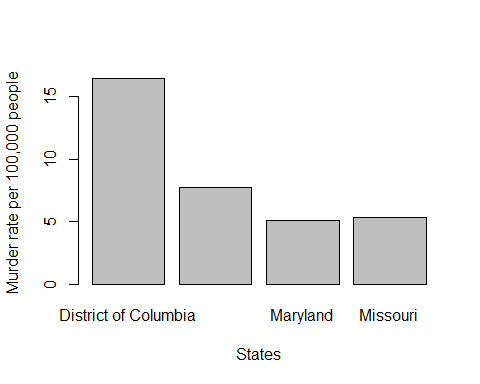 Murder rate per 100,000 people
15
10
5
0
District of Columbia
Maryland
Missouri
States